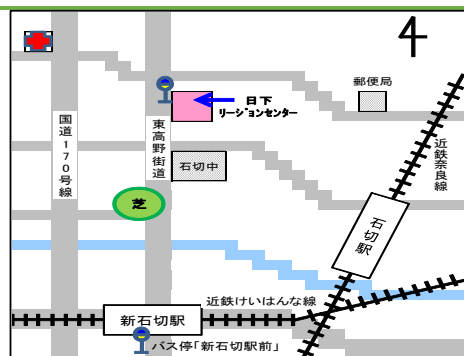 郵便局
日下
リージョンセンター
国道170号線
東高野街道
近鉄奈良線
石切中
芝
石切駅
近鉄けいはんな線
新石切駅
バス停「新石切駅前」